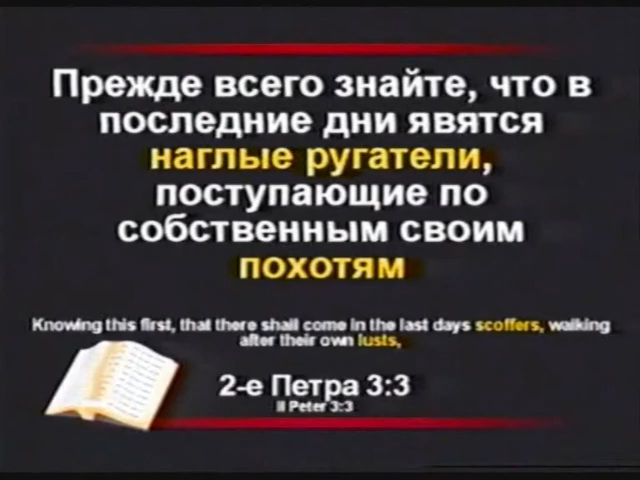 Прежде всего знайте, что в
последние дни явятся
наглые ругатели,
поступающие по
собственным своим
похотям
Knowing this first, that there shall come in the last days scoffers, walking
after their own lusts,
2-е Петра 3:3
II Peter 3:3